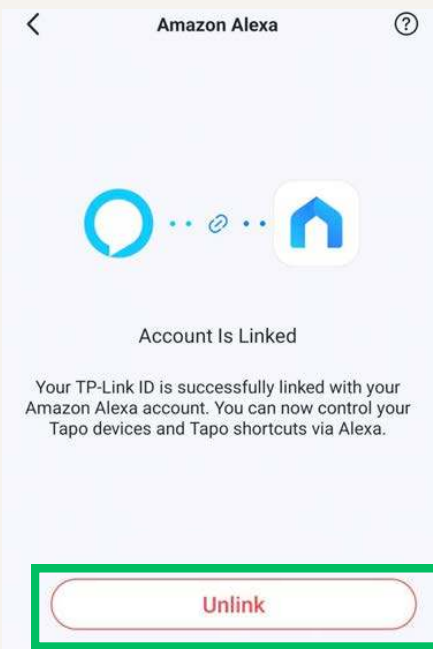 Amazon Alexa
?
Account Is Linked
Your TP-Link ID is successfully linked with your
Amazon Alexa account. You can now control your
Tapo devices and Tapo shortcuts via Alexa.
Unlink